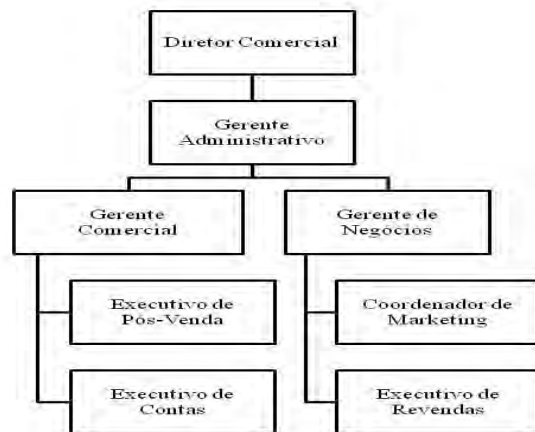 Diretor Comercial
Gerente
Administrativo
Gerente
Comercial
Gerente de
Negócios
Executivo de
Pós-Venda
Coordenador de
Marketing
Executivo de
Contas
Executivo de
Revendas